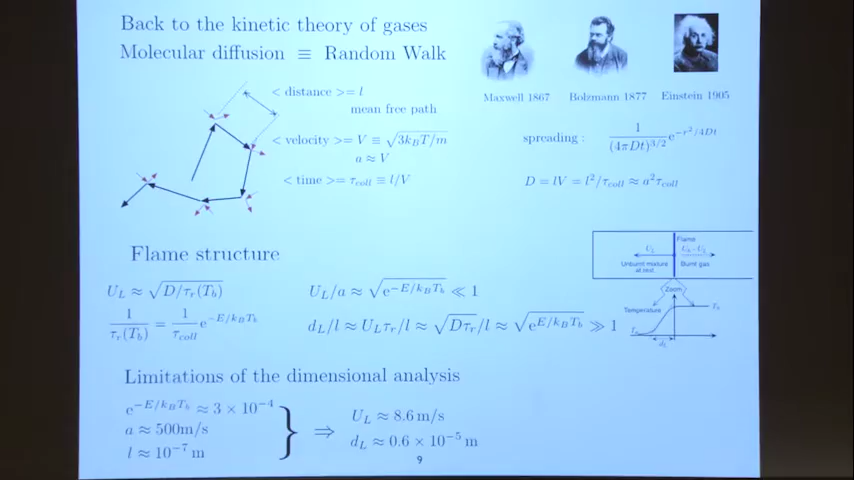 Back to the kinetic theory of gases
Molecular diffusion ≡ Random Walk
Maxwell 1867 Bolzmann 1877 Einstein 1905
< distance >= l
mean free path
< velocity >= V ≡ √(3k_BT/m)
a ≈ V
< time >= τ_coll ≡ l/V
spreading : 1/(4πDt)^{3/2} e^{−r²/4Dt}
D = lV = l²/τ_coll ≈ a²τ_coll
Flame structure
U_L ≈ √(D/τ_r(T_b))
1/τ_r(T_b) = 1/τ_coll e^{−E/k_BT_b}
U_L/a ≈ √(e^{−E/k_BT_b}) ≪ 1
d_L/l ≈ U_Lτ_r/l ≈ √(Dτ_r)/l ≈ √(e^{E/k_BT_b}) ≫ 1
Flame
U_L
Unburnt mixture
at rest
Burnt gas
Zoom
Temperature
d_L
Limitations of the dimensional analysis
e^{−E/k_BT_b} ≈ 3 × 10^{−4}
a ≈ 500m/s
l ≈ 10^{−7} m
⇒
U_L ≈ 8.6 m/s
d_L ≈ 0.6 × 10^{−5} m
9